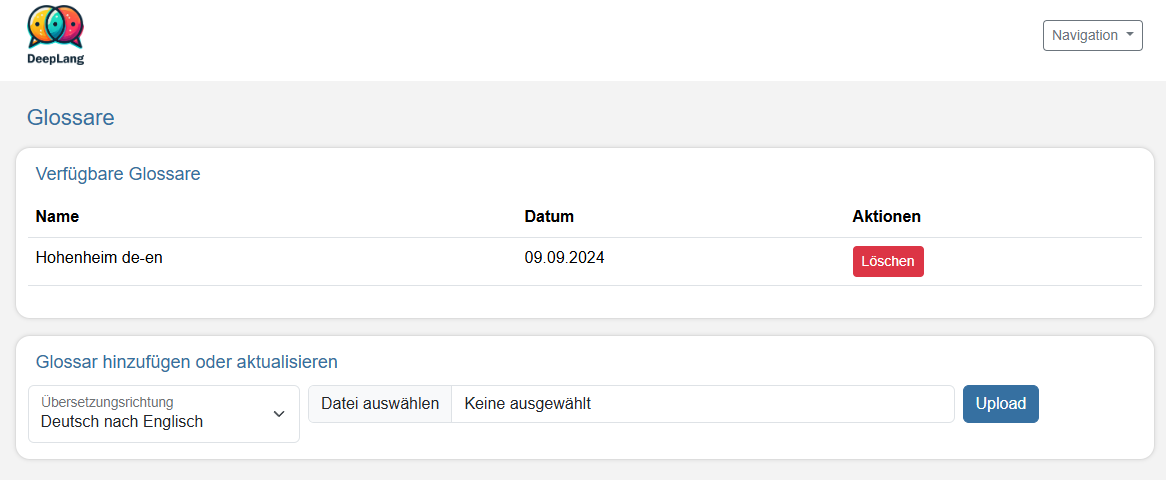 DeepLang
Navigation
Glossare
Verfügbare Glossare
Name Datum Aktionen
Hohenheim de-en 09.09.2024 Löschen
Glossar hinzufügen oder aktualisieren
Übersetzungsrichtung
Deutsch nach Englisch
Datei auswählen Keine ausgewählt Upload